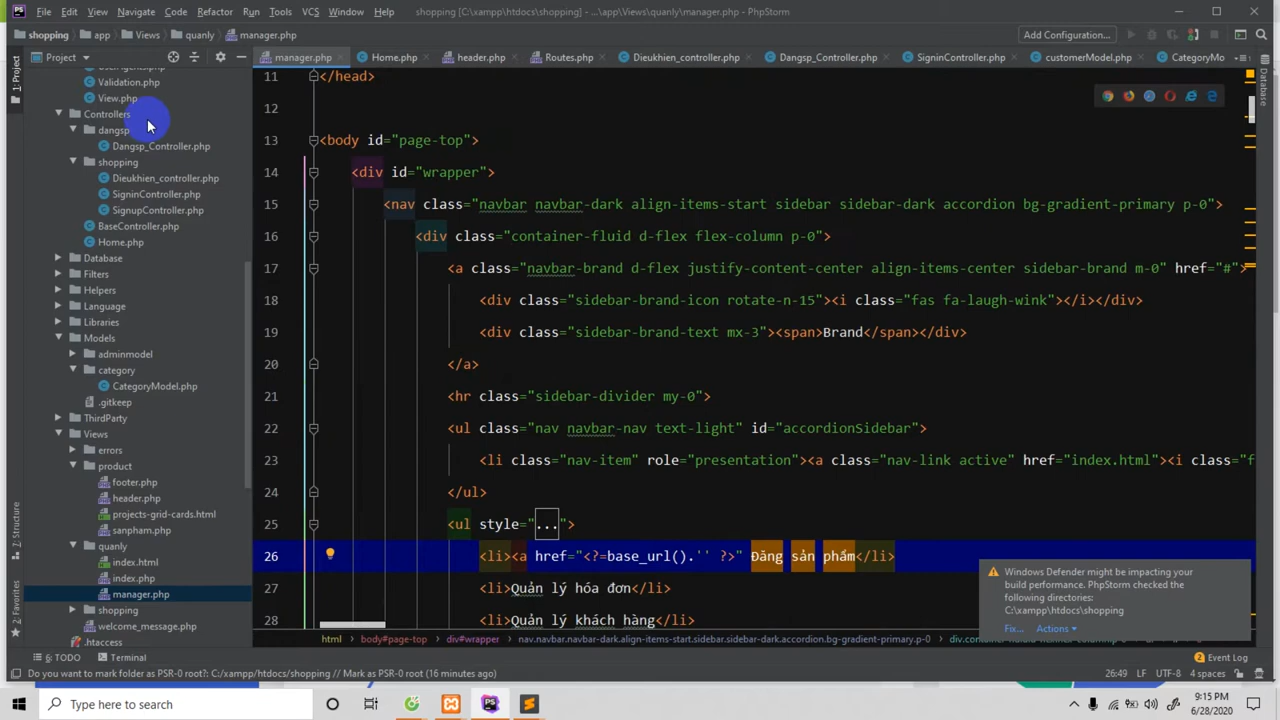 File Edit View Navigate Code Refactor Run Tools VCS Window Help shopping [C:\xampp\htdocs\shopping] - ...\app\Views\quanly\manager.php - PhpStorm
shopping app Views quanly manager.php Add Configuration...
Project manager.php Home.php header.php Routes.php Dieukhien_controller.php Dangsp_Controller.php SigninController.php customerModel.php CategoryMo
1: Project
Database
7: Structure
2: Favorites
Validation.php
View.php
Controllers
dangsp
Dangsp_Controller.php
shopping
Dieukhien_controller.php
SigninController.php
SignupController.php
BaseController.php
Home.php
Database
Filters
Helpers
Language
Libraries
Models
adminmodel
category
CategoryModel.php
.gitkeep
ThirdParty
Views
errors
product
footer.php
header.php
projects-grid-cards.html
sanpham.php
quanly
index.html
index.php
manager.php
shopping
welcome_message.php
.htaccess
11 </head>
12
13 <body id="page-top">
14 <div id="wrapper">
15 <nav class="navbar navbar-dark align-items-start sidebar sidebar-dark accordion bg-gradient-primary p-0">
16 <div class="container-fluid d-flex flex-column p-0">
17 <a class="navbar-brand d-flex justify-content-center align-items-center sidebar-brand m-0" href="#">
18 <div class="sidebar-brand-icon rotate-n-15"><i class="fas fa-laugh-wink"></i></div>
19 <div class="sidebar-brand-text mx-3"><span>Brand</span></div>
20 </a>
21 <hr class="sidebar-divider my-0">
22 <ul class="nav navbar-nav text-light" id="accordionSidebar">
23 <li class="nav-item" role="presentation"><a class="nav-link active" href="index.html"><i class="f
24 </ul>
25 <ul style="...">
26 <li><a href="<?=base_url().'' ?>" Đăng sản phẩm</li>
27 <li>Quản lý hóa đơn</li>
28 <li>Quản lý khách hàng</li>
Windows Defender might be impacting your
build performance. PhpStorm checked the
following directories:
C:\xampp\htdocs\shopping
Fix... Actions
html body#page-top div#wrapper nav.navbar.navbar-dark.align-items-start.sidebar.sidebar-dark.accordion.bg-gradient-primary.p-0
6: TODO Terminal 2 Event Log
Do you want to mark folder as PSR-0 root?: C:/xampp/htdocs/shopping // Mark as PSR-0 root (16 minutes ago) 26:49 LF UTF-8 4 spaces
Type here to search 9:15 PM
6/28/2020